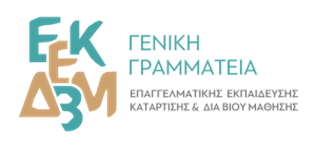 ΕΕΚ
ΔΒΜ
ΓΕΝΙΚΗ
ΓΡΑΜΜΑΤΕΙΑ
ΕΠΑΓΓΕΛΜΑΤΙΚΗΣ ΕΚΠΑΙΔΕΥΣΗΣ
ΚΑΤΑΡΤΙΣΗΣ & ΔΙΑ ΒΙΟΥ ΜΑΘΗΣΗΣ